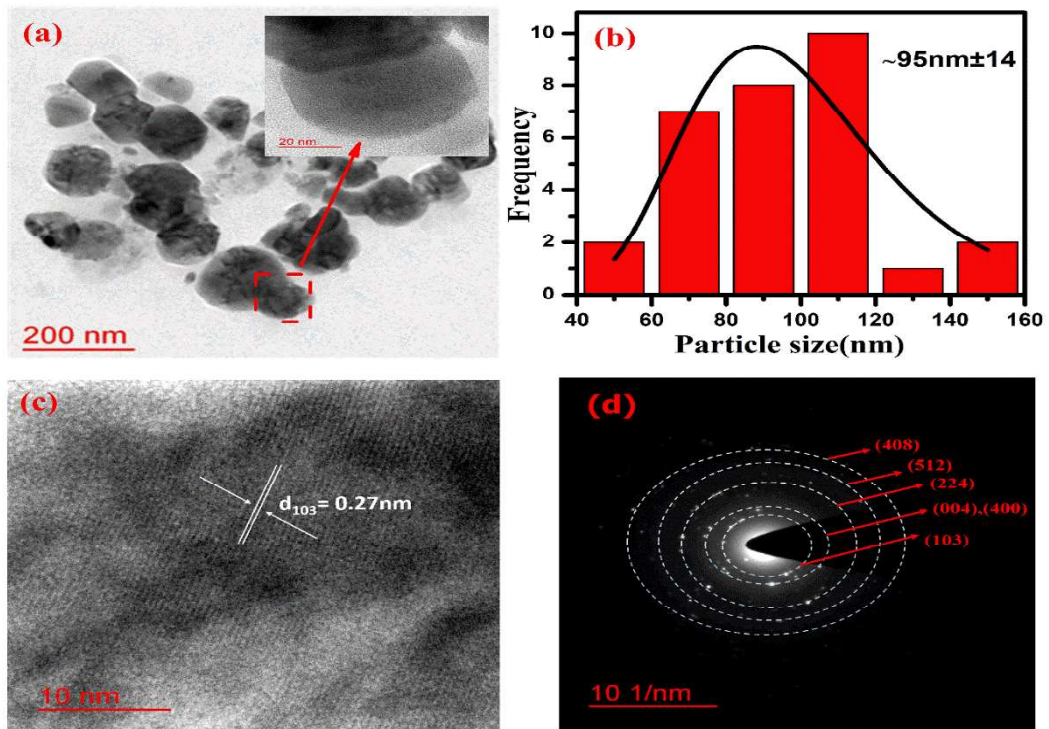 (a)
20 nm
200 nm
(b)
~95nm±14
Frequency
10
8
6
4
2
0
40 60 80 100 120 140 160
Particle size(nm)
(c)
d₁₀₃= 0.27nm
10 nm
(d)
(408)
(512)
(224)
(004),(400)
(103)
10 1/nm